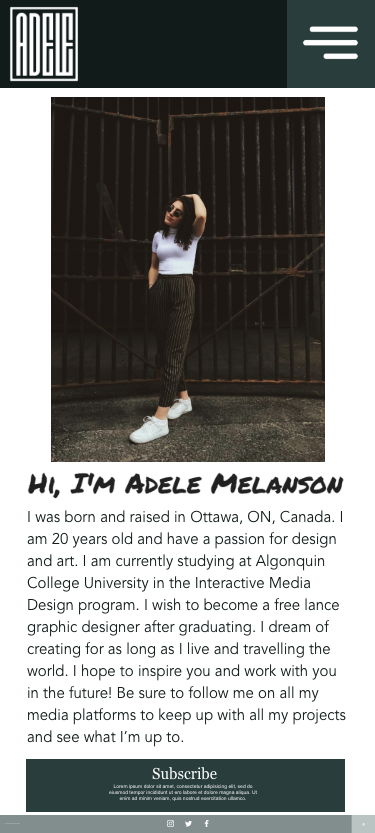 ADELE
Hi, I'm Adele Melanson
I was born and raised in Ottawa, ON, Canada. I
am 20 years old and have a passion for design
and art. I am currently studying at Algonquin
College University in the Interactive Media
Design program. I wish to become a free lance
graphic designer after graduating. I dream of
creating for as long as I live and travelling the
world. I hope to inspire you and work with you
in the future! Be sure to follow me on all my
media platforms to keep up with all my projects
and see what I'm up to.
Subscribe
Lorem ipsum dolor sit amet, consectetur adipiscing elit, sed do
eiusmod tempor incididunt ut ero labore et dolore magna aliqua. Ut
enim ad minim veniam, quis nostrud exercitation ullamco.